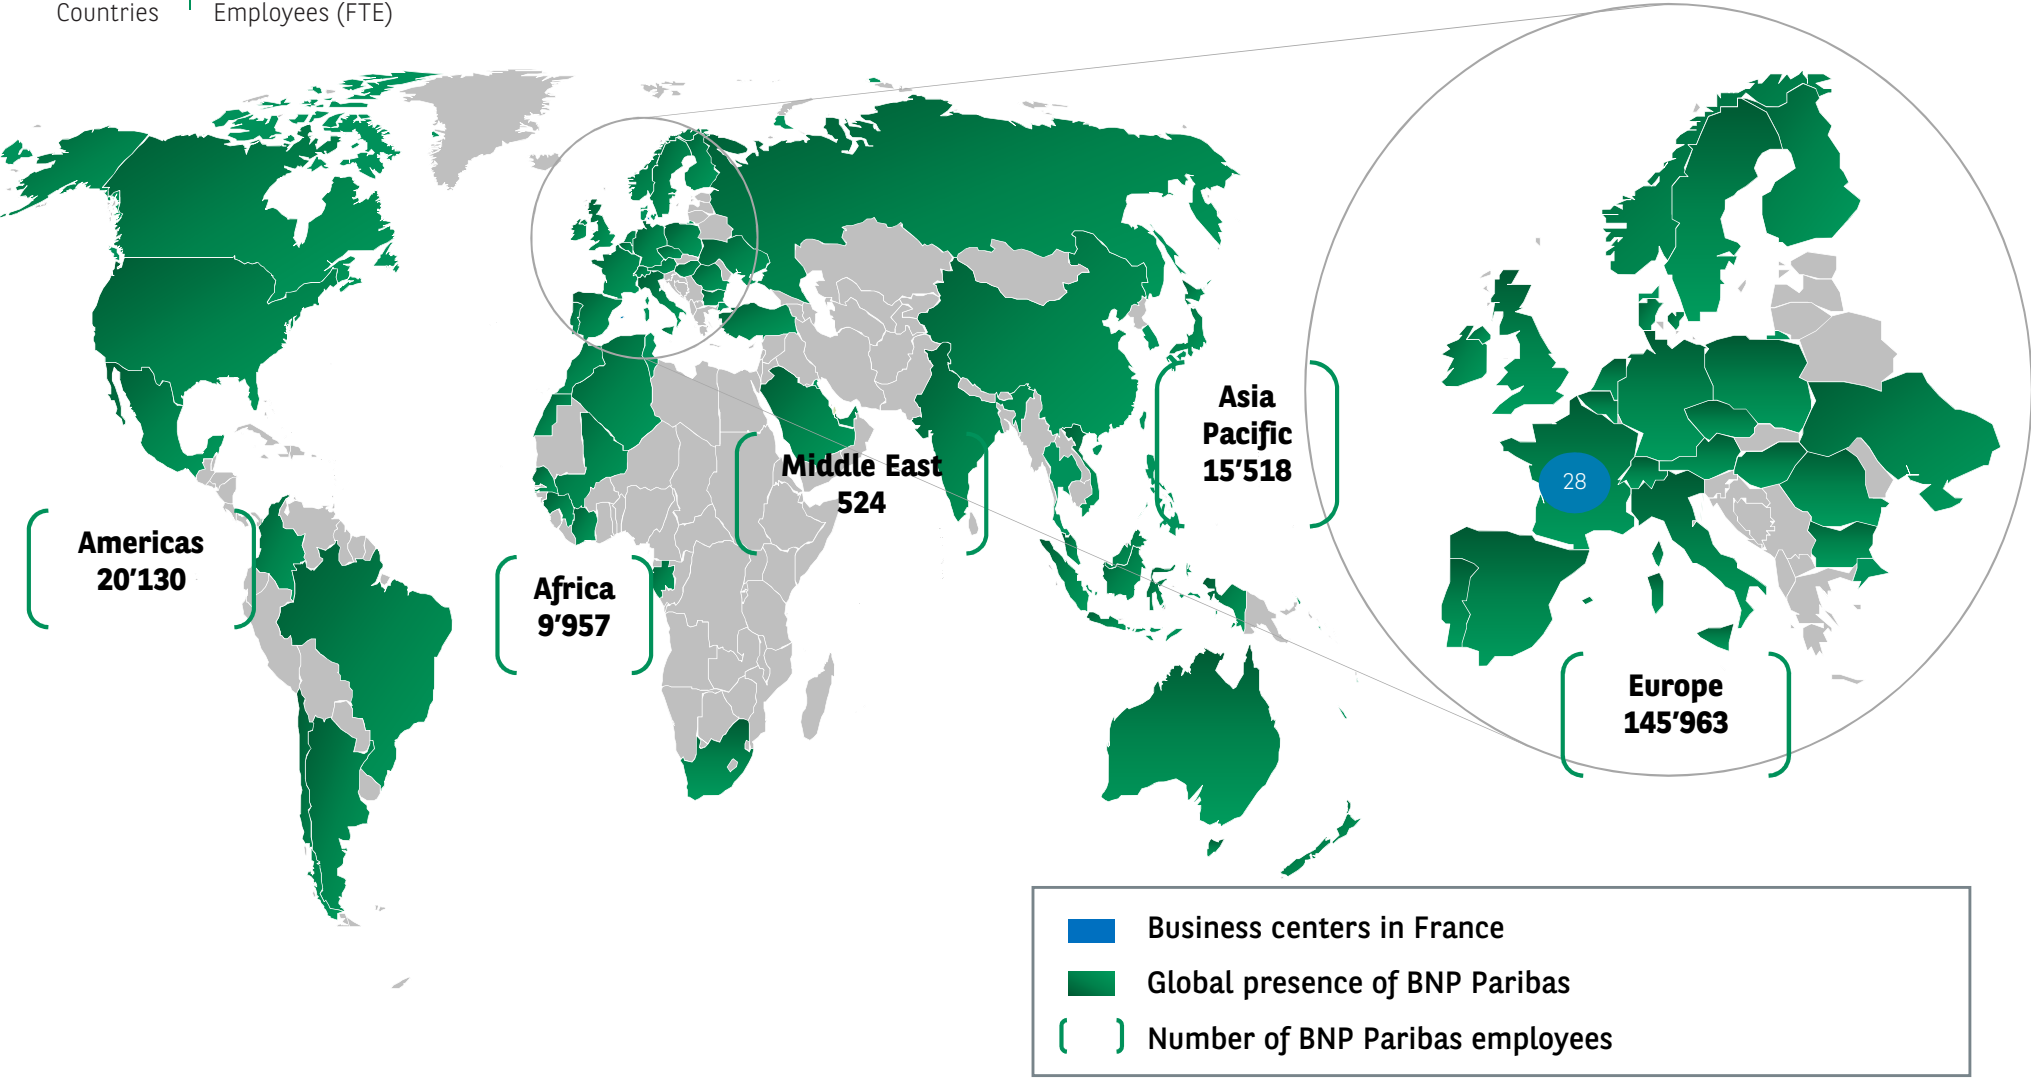 Countries
Employees (FTE)
Asia
Pacific
15’518
Middle East
524
28
Americas
20’130
Africa
9’957
Europe
145’963
Business centers in France
Global presence of BNP Paribas
Number of BNP Paribas employees